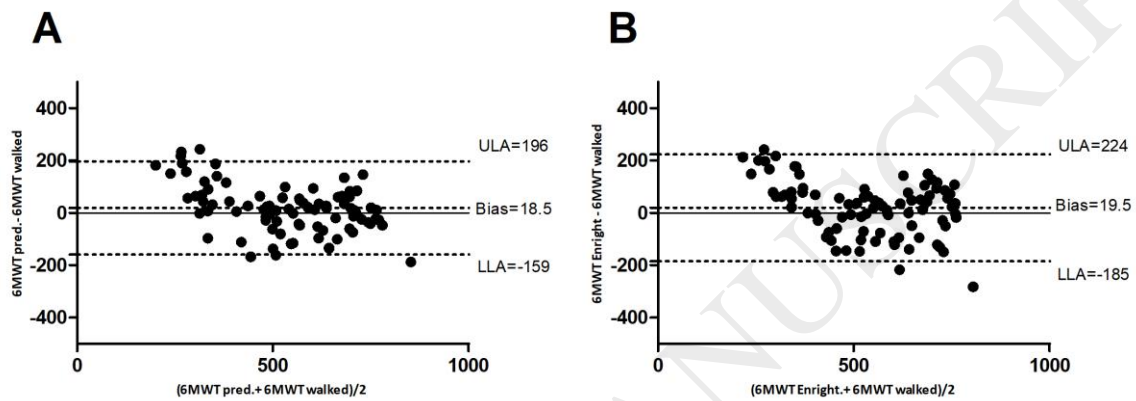 A
B
6MWT pred.- 6MWT walked
400
200
0
-200
-400
ULA=196
Bias=18.5
LLA=-159
0
500
1000
(6MWT pred.+ 6MWT walked)/2
6MWT Enright - 6MWT walked
400
200
0
-200
-400
ULA=224
Bias=19.5
LLA=-185
0
500
1000
(6MWT Enright.+ 6MWT walked)/2